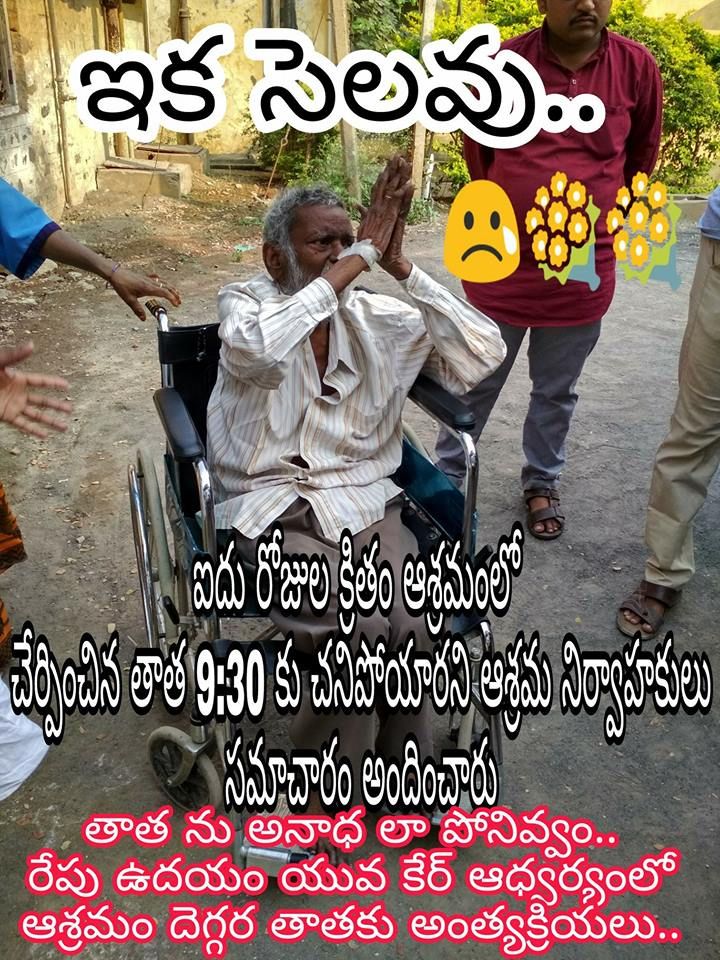 ఇక సెలవు..
ఐదు రోజుల క్రితం ఆశ్రమంలో
చేర్పించిన తాత 9:30 కు చనిపోయారని ఆశ్రమ నిర్వాహకులు
సమాచారం అందించారు
తాత ను అనాధ లా పోనివ్వం..
రేపు ఉదయం యువ కేర్ ఆధ్వర్యంలో
ఆశ్రమం దెగ్గర తాతకు అంత్యక్రియలు..